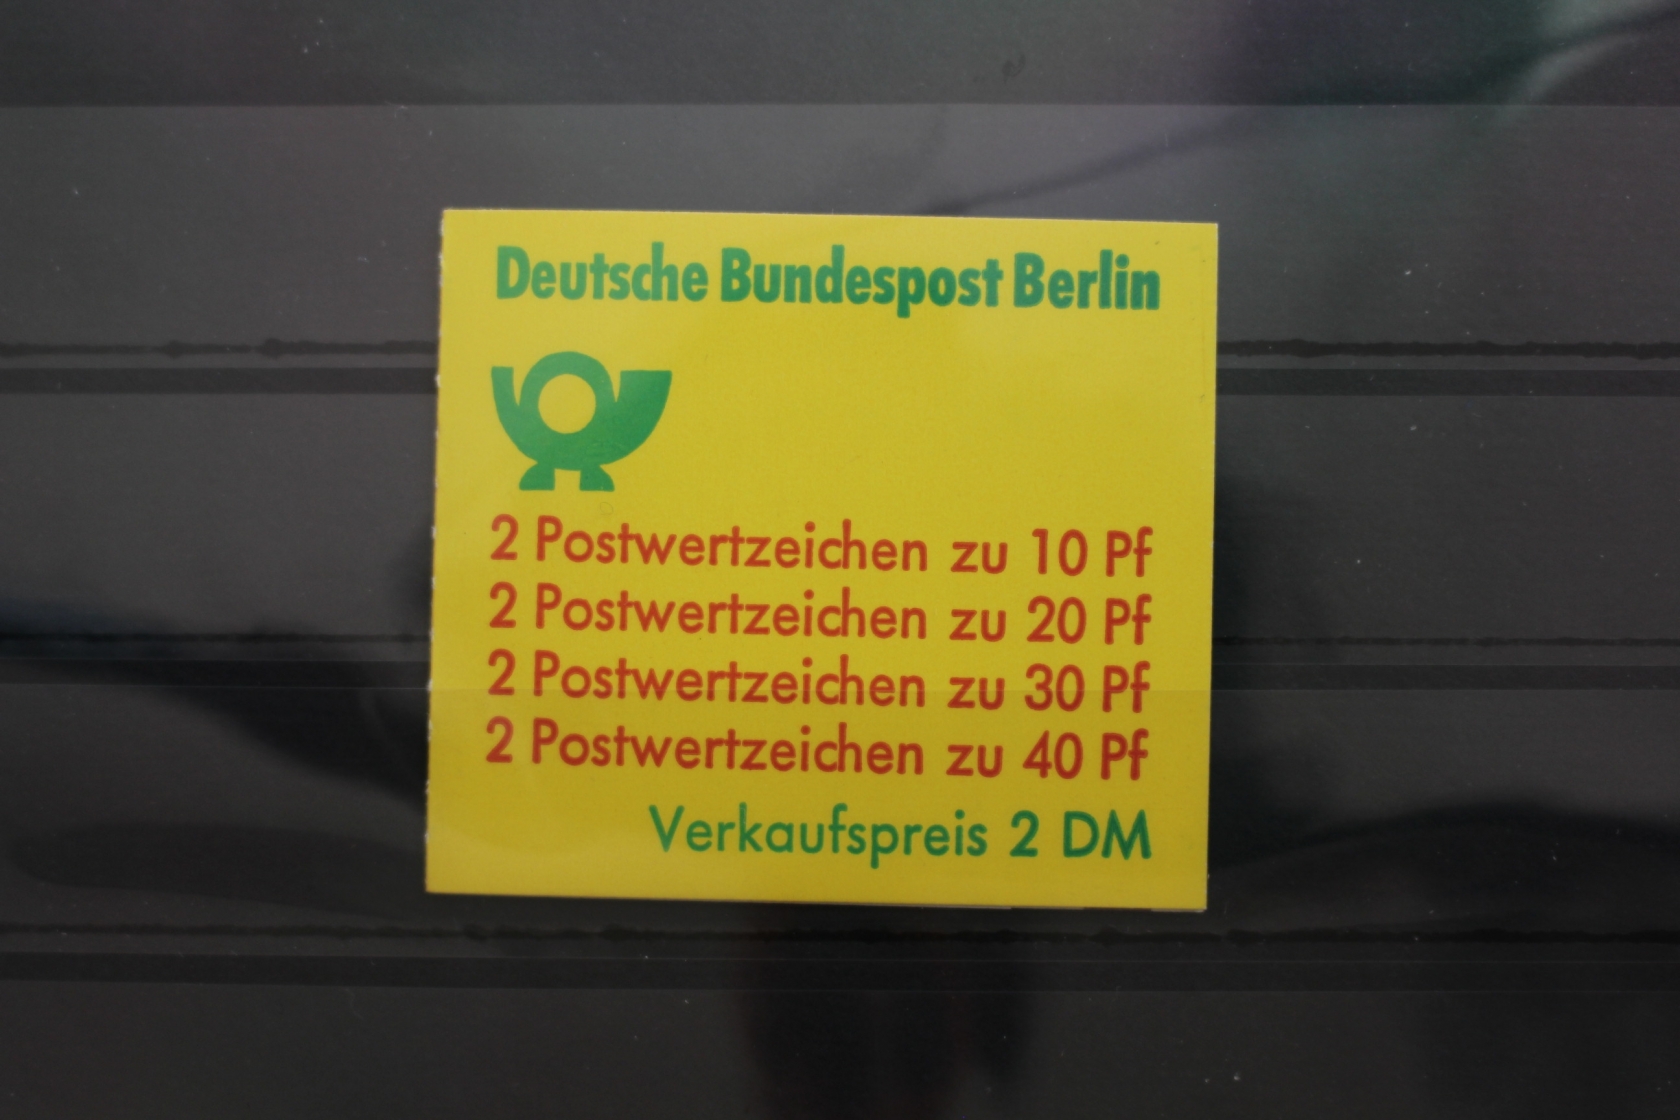 Deutsche Bundespost Berlin
2 Postwertzeichen zu 10 Pf
2 Postwertzeichen zu 20 Pf
2 Postwertzeichen zu 30 Pf
2 Postwertzeichen zu 40 Pf
Verkaufspreis 2 DM